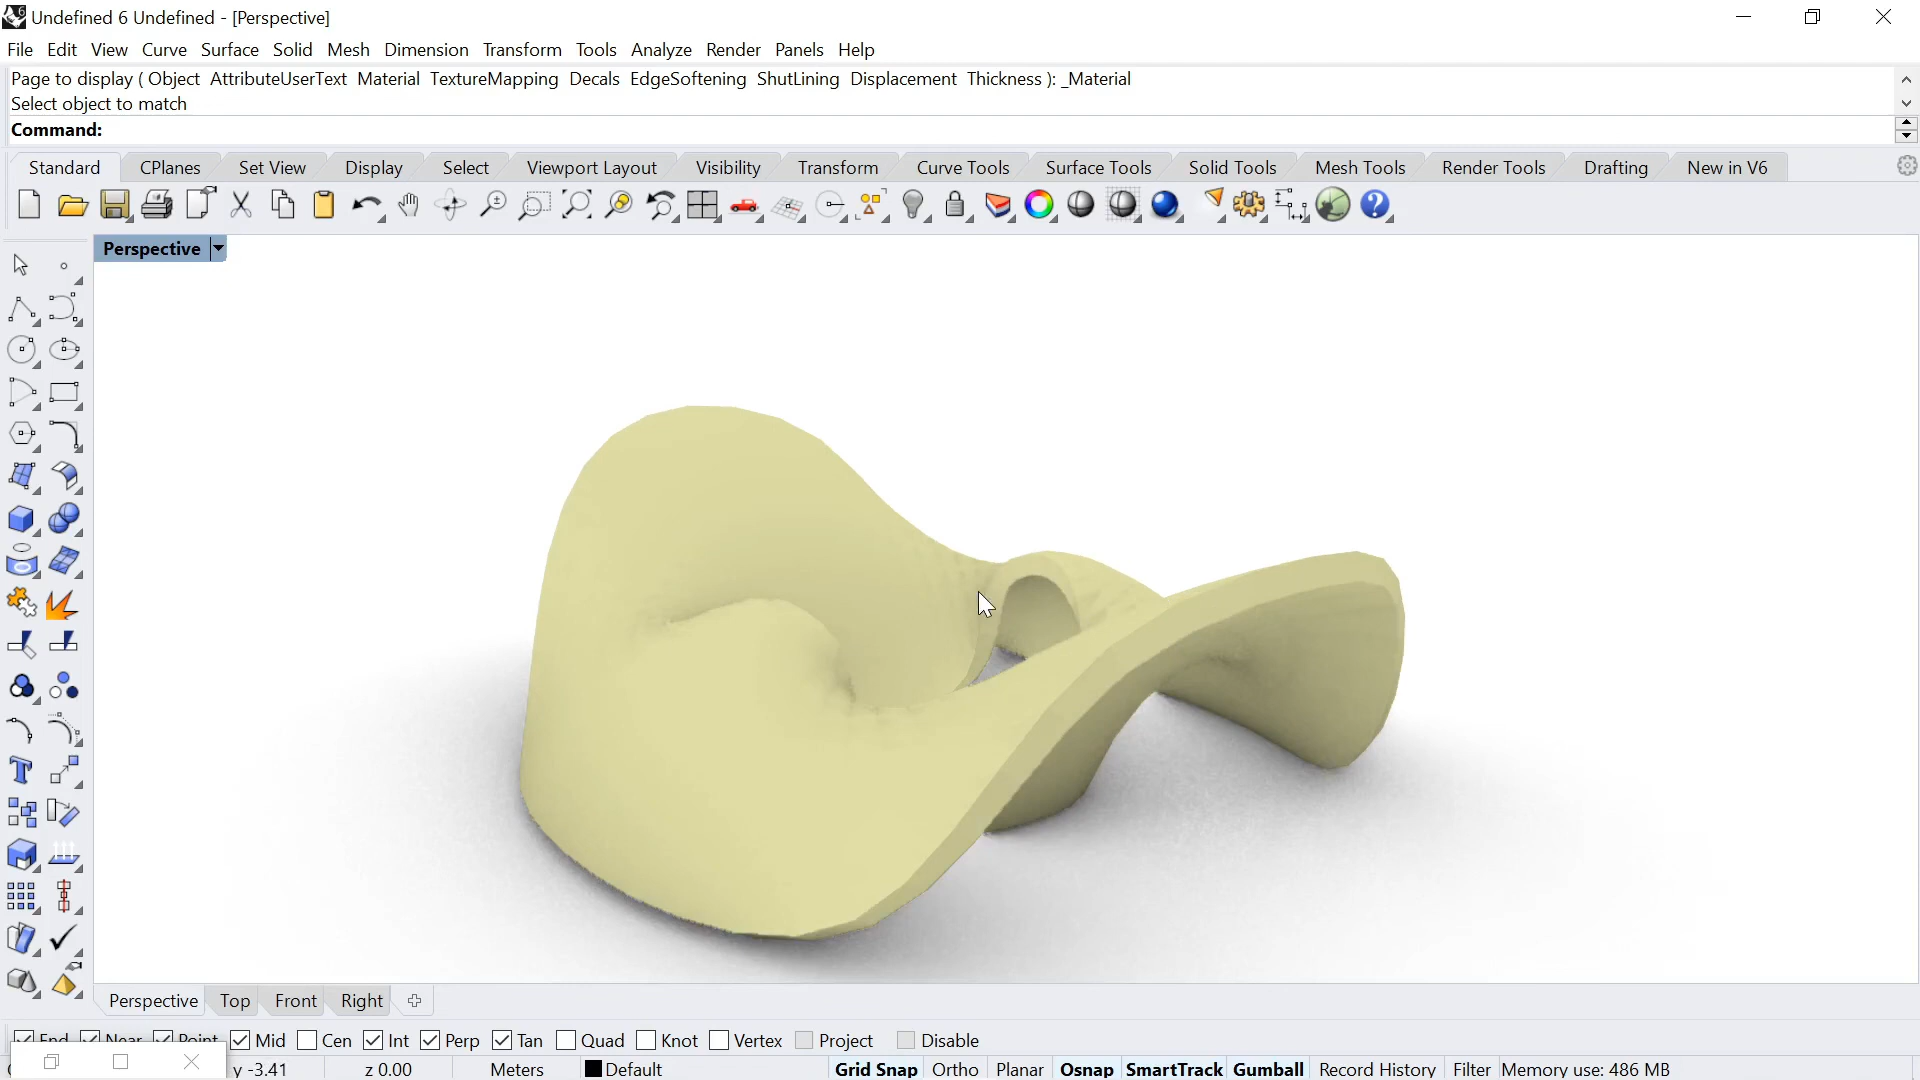 Undefined 6 Undefined - [Perspective]
File Edit View Curve Surface Solid Mesh Dimension Transform Tools Analyze Render Panels Help
Page to display ( Object AttributeUserText Material TextureMapping Decals EdgeSoftening ShutLining Displacement Thickness ): _Material
Select object to match
Command:
Standard CPlanes Set View Display Select Viewport Layout Visibility Transform Curve Tools Surface Tools Solid Tools Mesh Tools Render Tools Drafting New in V6
Perspective
Perspective Top Front Right
End Near Point Mid Cen Int Perp Tan Quad Knot Vertex Project Disable
y -3.41 z 0.00 Meters Default Grid Snap Ortho Planar Osnap SmartTrack Gumball Record History Filter Memory use: 486 MB